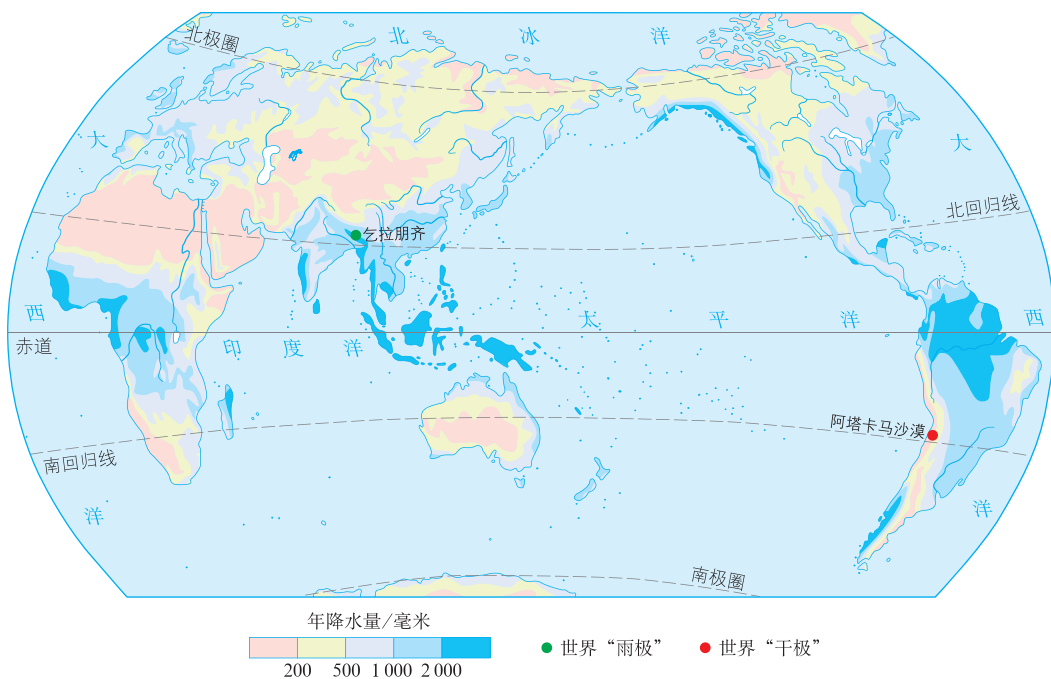 北极圈
北 冰 洋
大
大
北回归线
乞拉朋齐
西
太 平 洋
西
赤道
印 度 洋
阿塔卡马沙漠
南回归线
洋
洋
南极圈
年降水量/毫米
200 500 1 000 2 000
世界“雨极” 世界“干极”